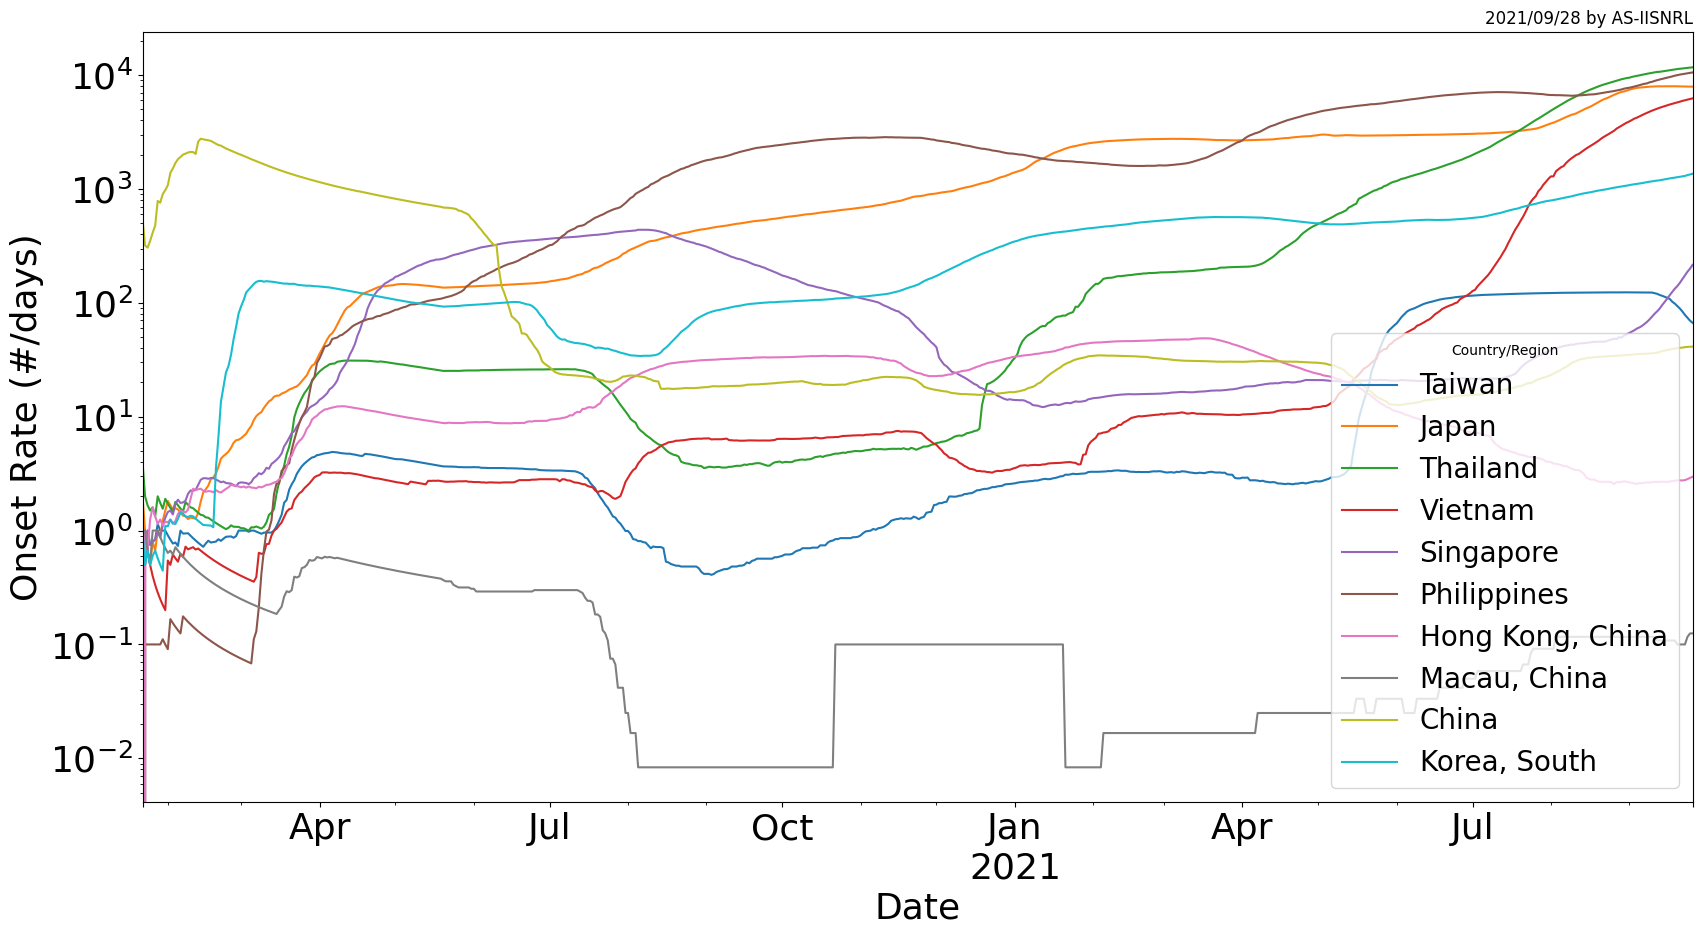 2021/09/28 by AS-IISNRL
Onset Rate (#/days)
10⁴
10³
10²
10¹
10⁰
10⁻¹
10⁻²
Country/Region
Taiwan
Japan
Thailand
Vietnam
Singapore
Philippines
Hong Kong, China
Macau, China
China
Korea, South
Apr Jul Oct Jan Apr Jul
2021
Date